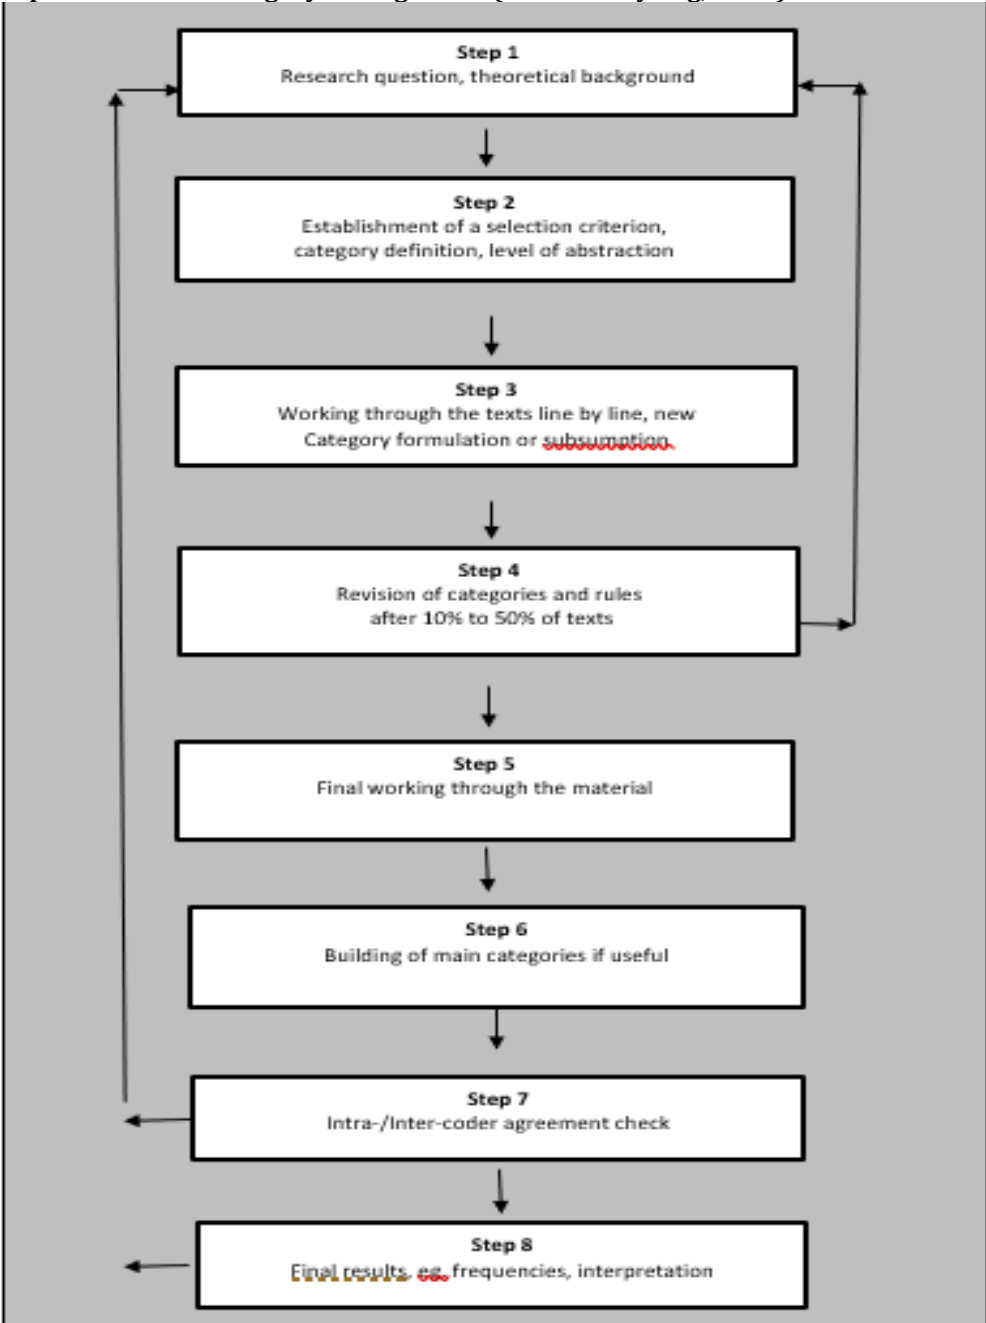 Step 1
Research question, theoretical background
Step 2
Establishment of a selection criterion,
category definition, level of abstraction
Step 3
Working through the texts line by line, new
Category formulation or subsumption
Step 4
Revision of categories and rules
after 10% to 50% of texts
Step 5
Final working through the material
Step 6
Building of main categories if useful
Step 7
Intra-/Inter-coder agreement check
Step 8
Final results, eg. frequencies, interpretation